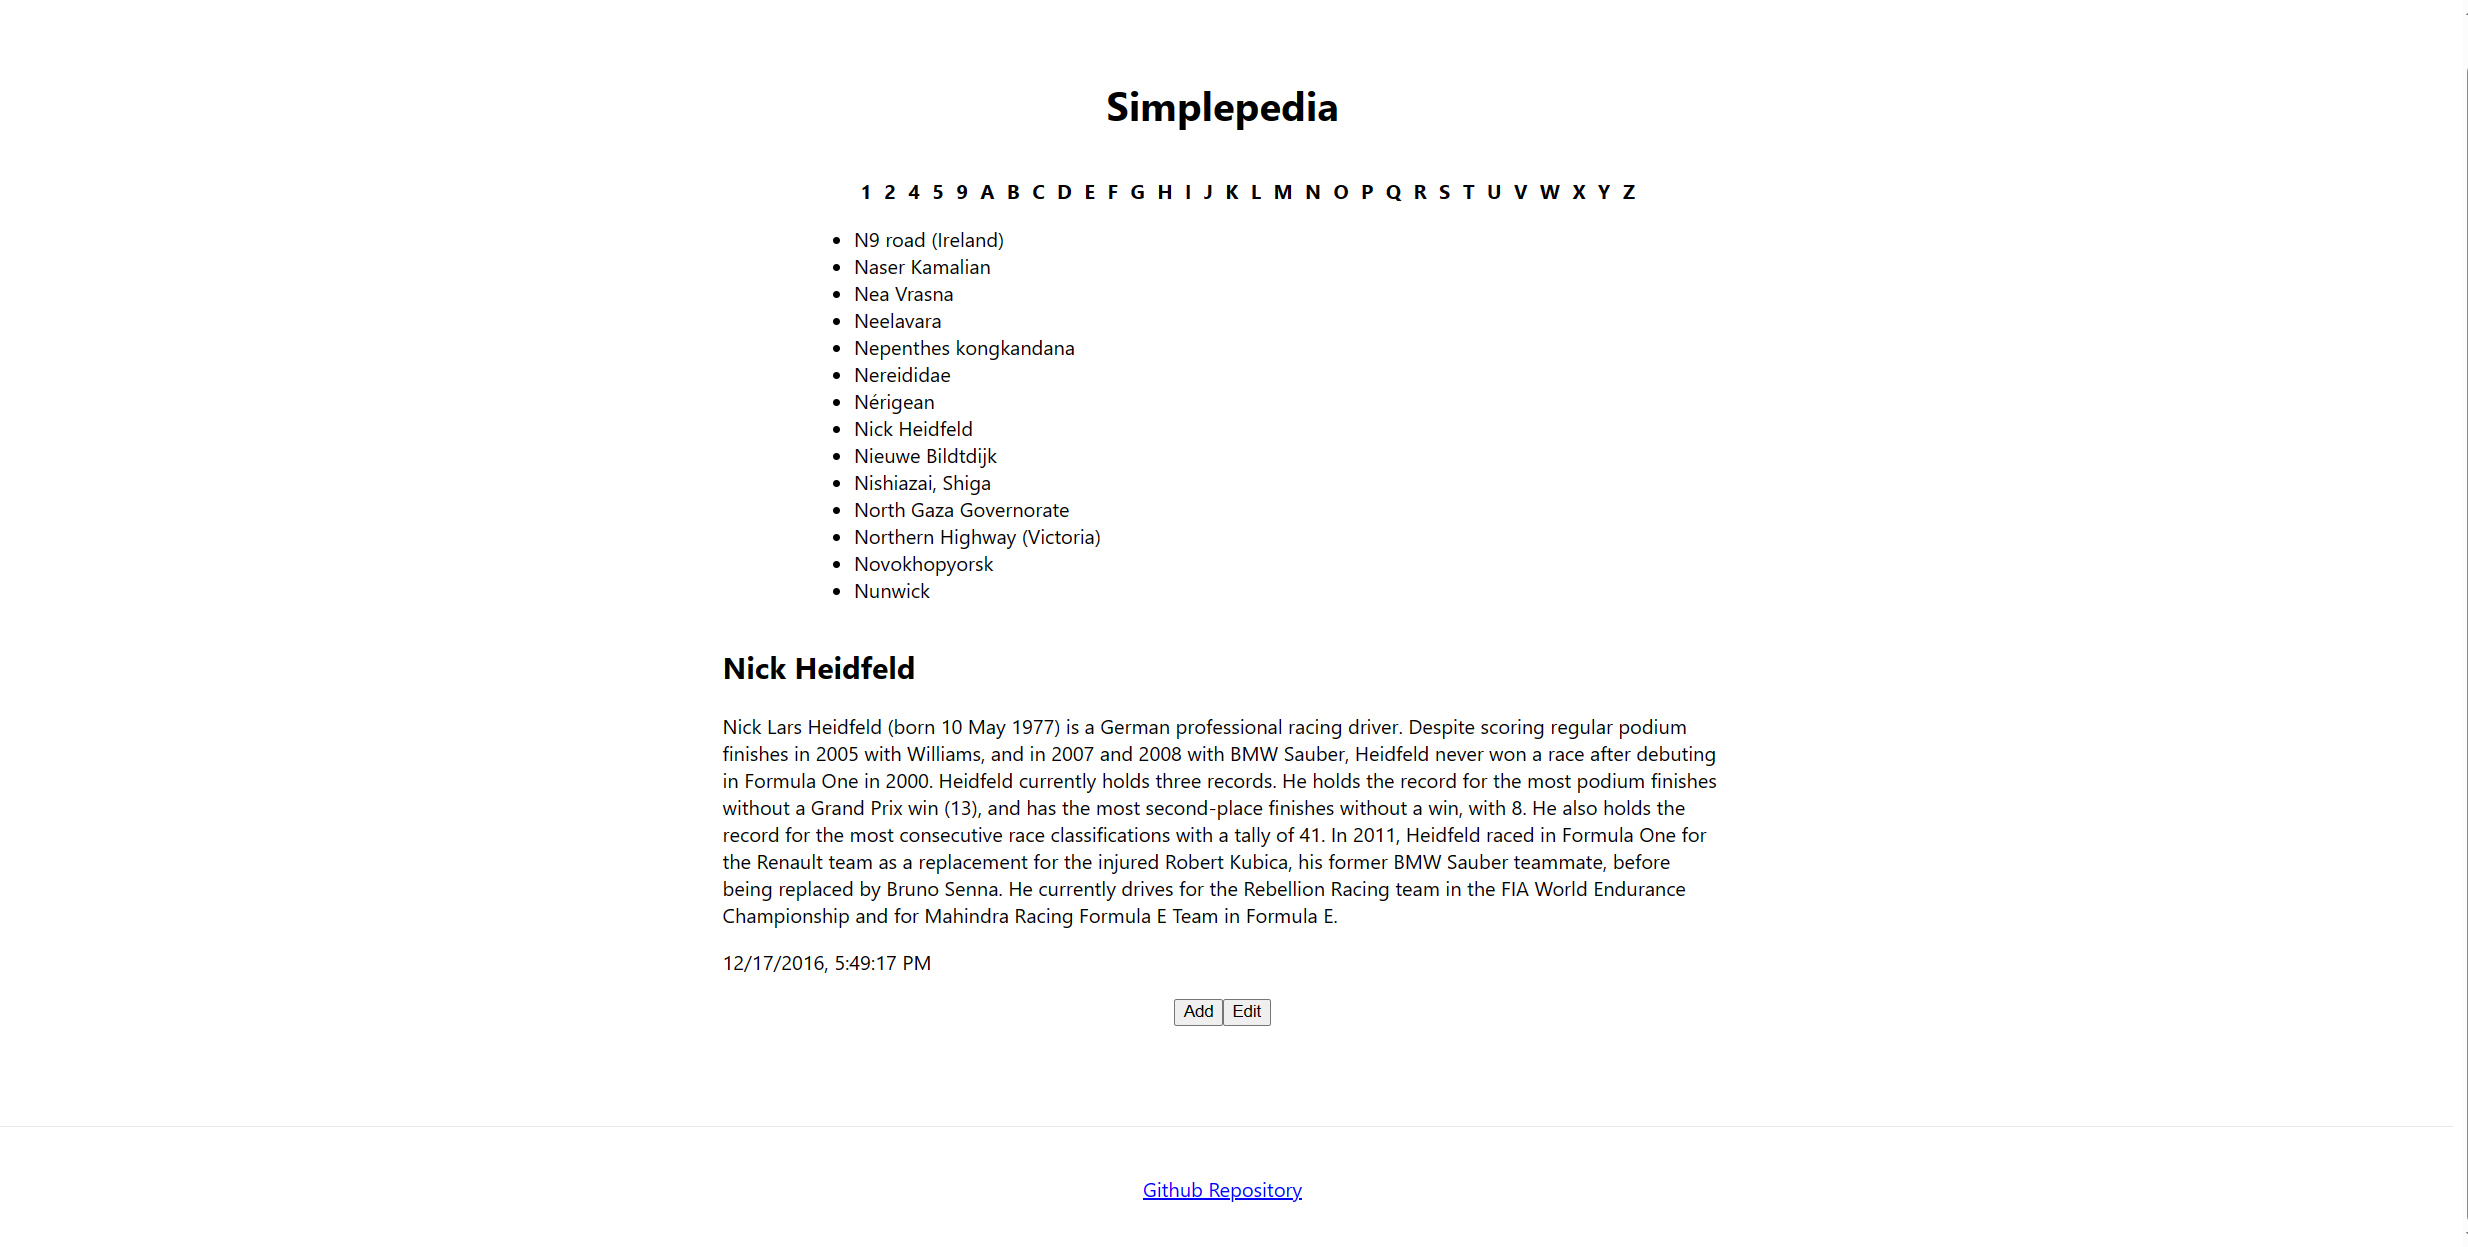 Simplepedia
1 2 4 5 9 A B C D E F G H I J K L M N O P Q R S T U V W X Y Z
N9 road (Ireland)
Naser Kamalian
Nea Vrasna
Neelavara
Nepenthes kongkandana
Nereididae
Nérigean
Nick Heidfeld
Nieuwe Bildtdijk
Nishiazai, Shiga
North Gaza Governorate
Northern Highway (Victoria)
Novokhopyorsk
Nunwick
Nick Heidfeld
Nick Lars Heidfeld (born 10 May 1977) is a German professional racing driver. Despite scoring regular podium
finishes in 2005 with Williams, and in 2007 and 2008 with BMW Sauber, Heidfeld never won a race after debuting
in Formula One in 2000. Heidfeld currently holds three records. He holds the record for the most podium finishes
without a Grand Prix win (13), and has the most second-place finishes without a win, with 8. He also holds the
record for the most consecutive race classifications with a tally of 41. In 2011, Heidfeld raced in Formula One for
the Renault team as a replacement for the injured Robert Kubica, his former BMW Sauber teammate, before
being replaced by Bruno Senna. He currently drives for the Rebellion Racing team in the FIA World Endurance
Championship and for Mahindra Racing Formula E Team in Formula E.
12/17/2016, 5:49:17 PM
Add Edit
Github Repository